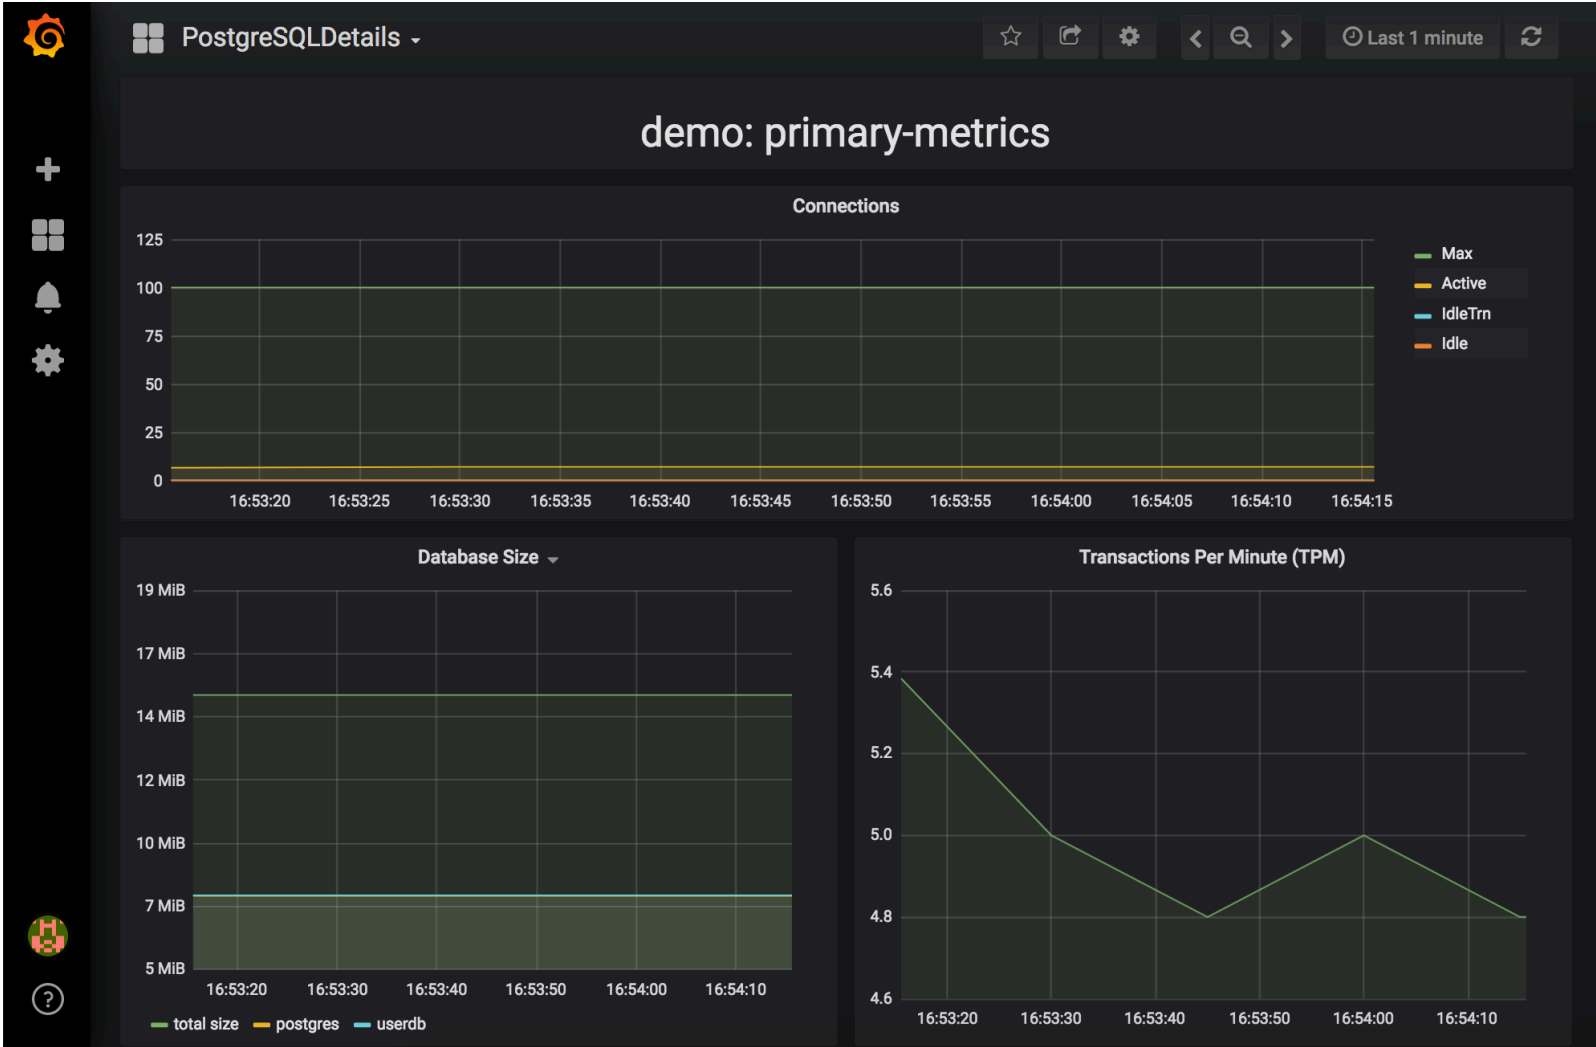 PostgreSQLDetails
Last 1 minute
demo: primary-metrics
Connections
125
100
75
50
25
0
16:53:20 16:53:25 16:53:30 16:53:35 16:53:40 16:53:45 16:53:50 16:53:55 16:54:00 16:54:05 16:54:10 16:54:15
Max
Active
IdleTrn
Idle
Database Size
19 MiB
17 MiB
14 MiB
12 MiB
10 MiB
7 MiB
5 MiB
16:53:20 16:53:30 16:53:40 16:53:50 16:54:00 16:54:10
total size postgres userdb
Transactions Per Minute (TPM)
5.6
5.4
5.2
5.0
4.8
4.6
16:53:20 16:53:30 16:53:40 16:53:50 16:54:00 16:54:10